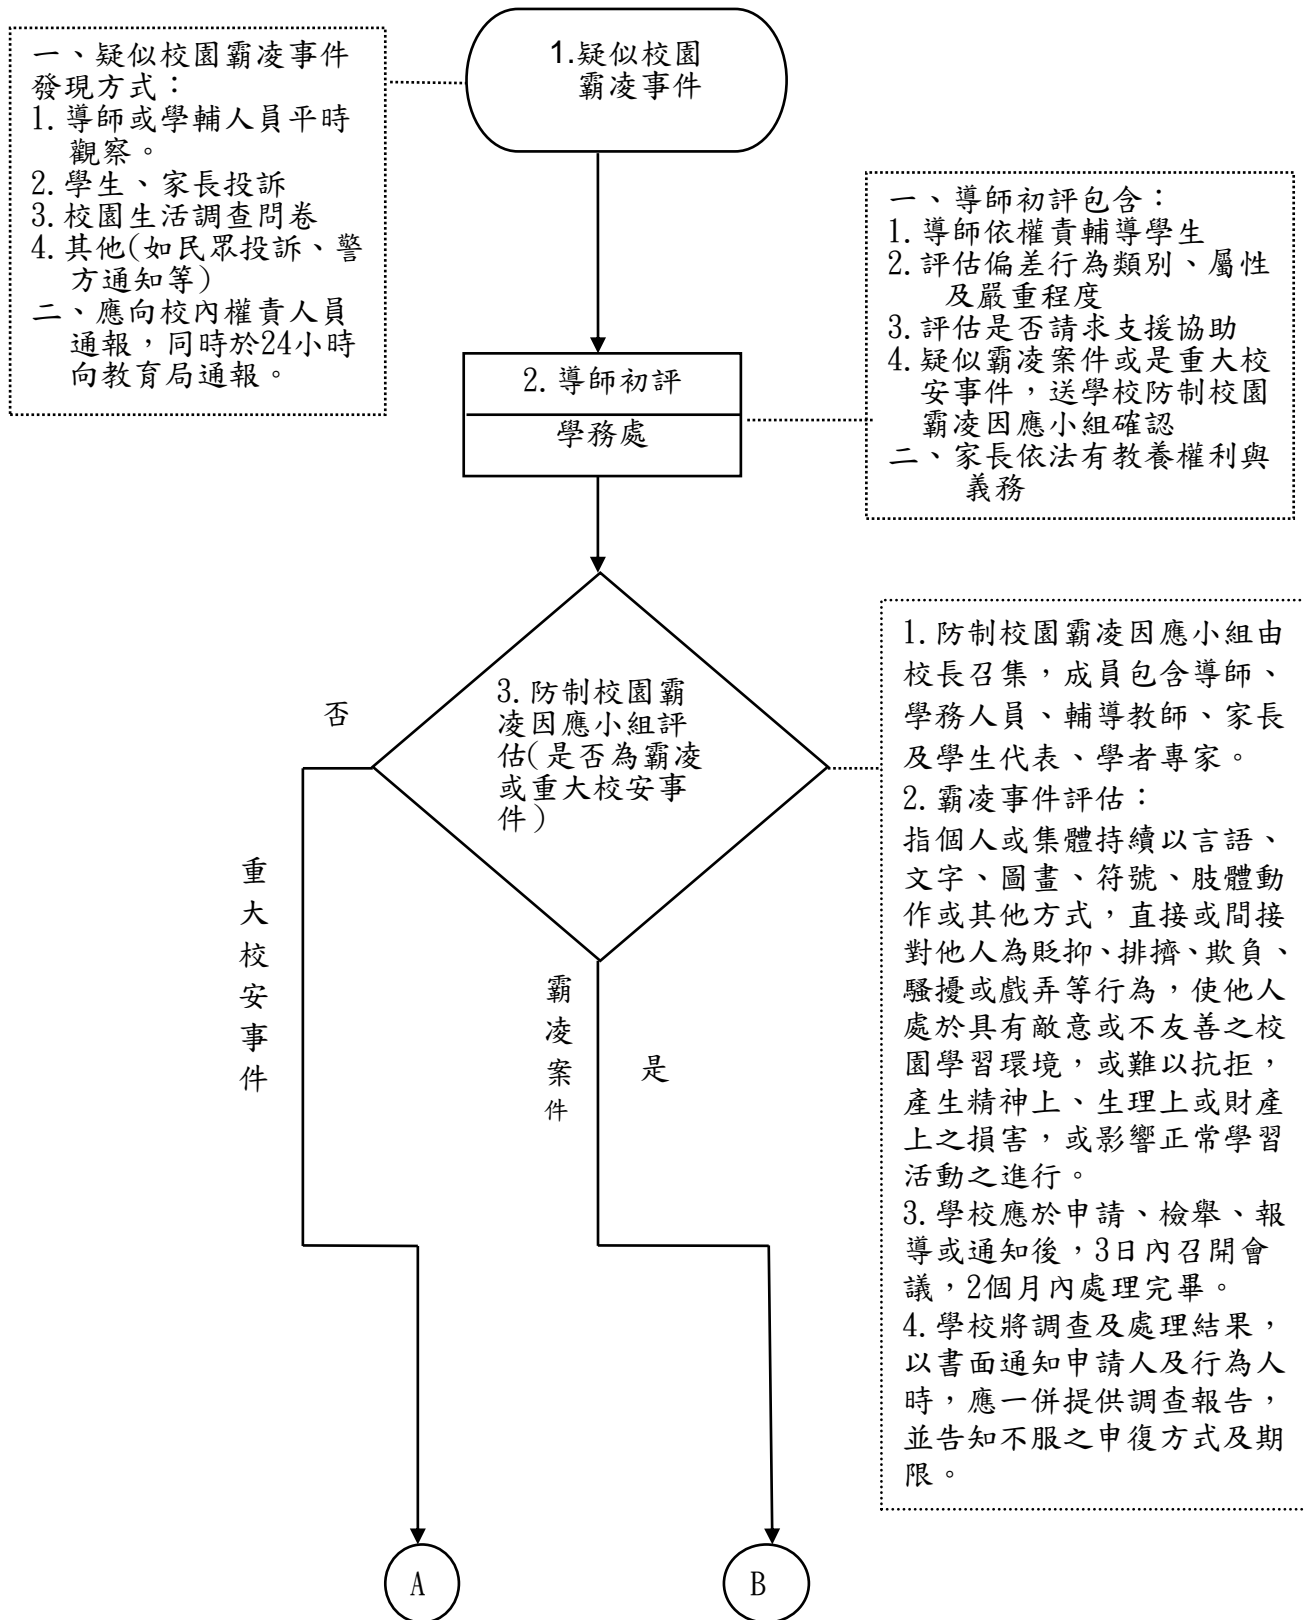 一、疑似校園霸凌事件
發現方式：
1.導師或學輔人員平時
觀察。
2.學生、家長投訴
3.校園生活調查問卷
4.其他(如民眾投訴、警
方通知等)
二、應向校內權責人員
通報，同時於24小時
向教育局通報。
1.疑似校園
霸凌事件
一、導師初評包含：
1.導師依權責輔導學生
2.評估偏差行為類別、屬性
及嚴重程度
3.評估是否請求支援協助
4.疑似霸凌案件或是重大校
安事件，送學校防制校園
霸凌因應小組確認
二、家長依法有教養權利與
義務
2.導師初評
學務處
3.防制校園霸
凌因應小組評
估(是否為霸凌
或重大校安事
件)
否
重大校安事件
霸凌案件
是
1.防制校園霸凌因應小組由
校長召集，成員包含導師、
學務人員、輔導教師、家長
及學生代表、學者專家。
2.霸凌事件評估：
指個人或集體持續以言語、
文字、圖畫、符號、肢體動
作或其他方式，直接或間接
對他人為貶抑、排擠、欺負、
騷擾或戲弄等行為，使他人
處於具有敵意或不友善之校
園學習環境，或難以抗拒，
產生精神上、生理上或財產
上之損害，或影響正常學習
活動之進行。
3.學校應於申請、檢舉、報
導或通知後，3日內召開會
議，2個月內處理完畢。
4.學校將調查及處理結果，
以書面通知申請人及行為人
時，應一併提供調查報告，
並告知不服之申復方式及期
限。
A
B